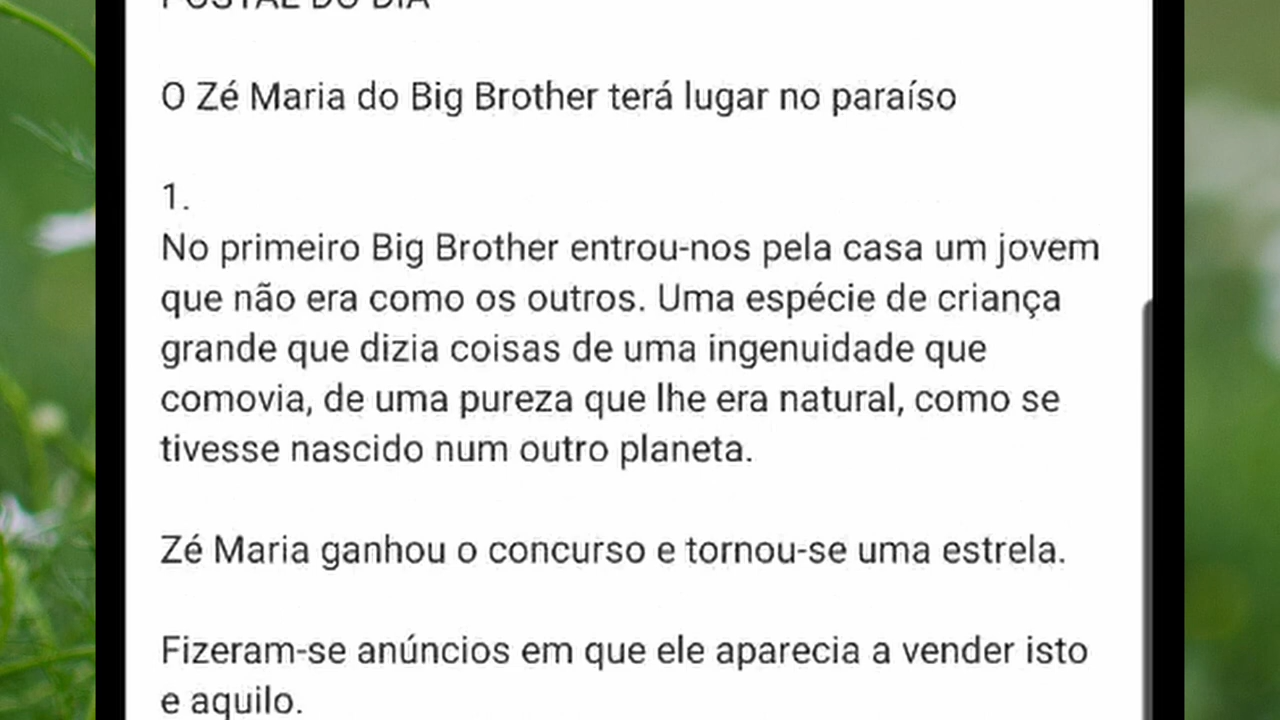 POSTAL DO DIA
O Zé Maria do Big Brother terá lugar no paraíso
1.
No primeiro Big Brother entrou-nos pela casa um jovem
que não era como os outros. Uma espécie de criança
grande que dizia coisas de uma ingenuidade que
comovia, de uma pureza que lhe era natural, como se
tivesse nascido num outro planeta.
Zé Maria ganhou o concurso e tornou-se uma estrela.
Fizeram-se anúncios em que ele aparecia a vender isto
e aquilo.